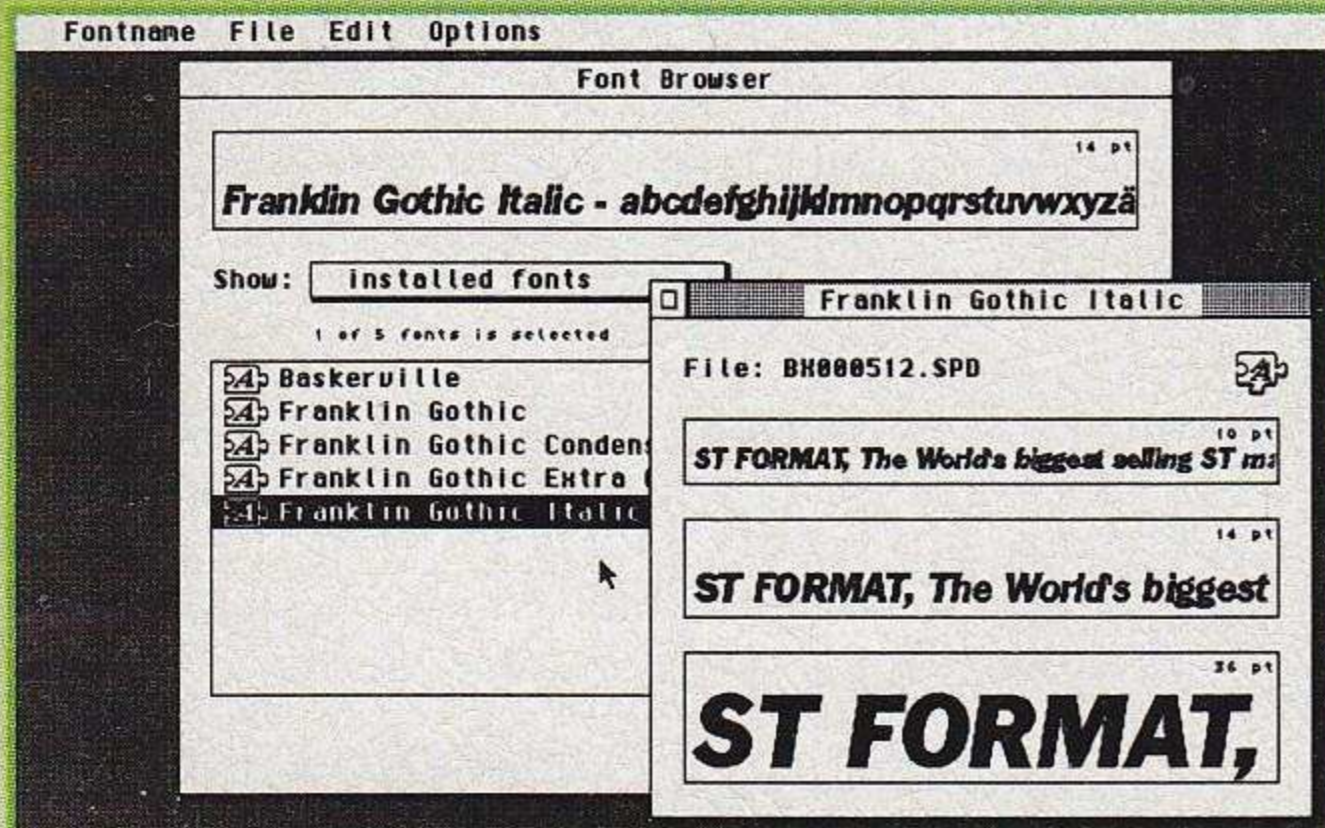 Fontname File Edit Options
Font Browser
14 pt
Franklin Gothic Italic - abcdefghijklmnopqrstuvwxyzä
Show: installed fonts
1 of 5 fonts is selected
Baskerville
Franklin Gothic
Franklin Gothic Condens
Franklin Gothic Extra
Franklin Gothic Italic
Franklin Gothic Italic
File: BX000512.SPD
10 pt
ST FORMAT, The World's biggest selling ST ma
14 pt
ST FORMAT, The World's biggest
36 pt
ST FORMAT,